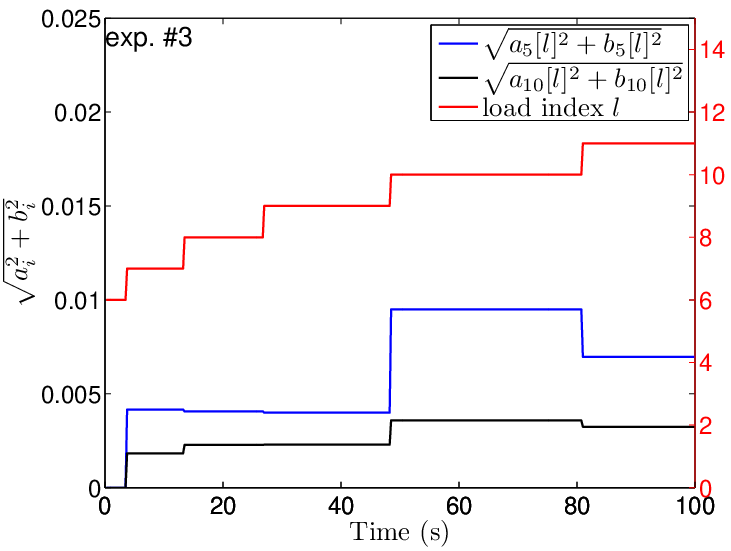 exp. #3
√a₅[l]² + b₅[l]²
√a₁₀[l]² + b₁₀[l]²
load index l
√aᵢ² + bᵢ²
0.025
0.02
0.015
0.01
0.005
0
14
12
10
8
6
4
2
0
0 20 40 60 80 100
Time (s)